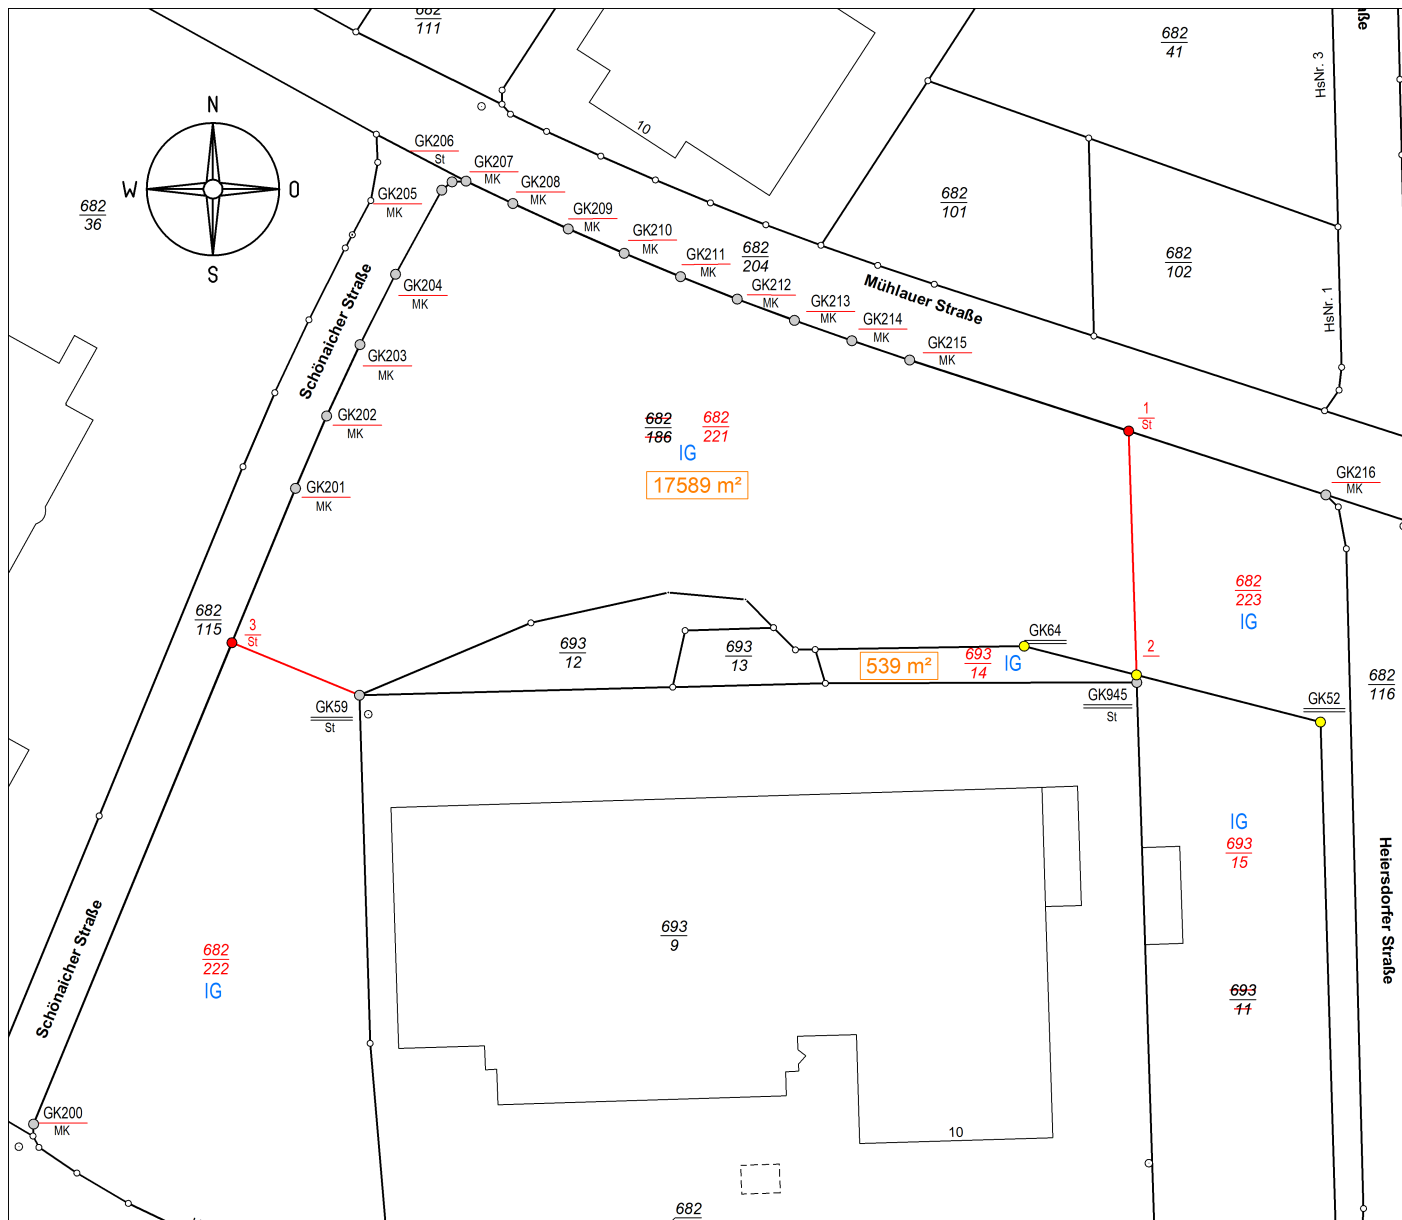 682
111
682
41
aße
HsNr. 3
N
W
O
S
10
GK206
St
GK207
MK
GK205
MK
GK208
MK
GK209
MK
GK210
MK
GK211
MK
GK212
MK
GK213
MK
GK214
MK
GK215
MK
682
36
682
101
682
204
682
102
Mühlauer Straße
HsNr. 1
Schönaicher Straße
GK204
MK
GK203
MK
GK202
MK
GK201
MK
682
186
682
221
IG
17589 m²
1
St
GK216
MK
682
223
IG
682
115
3
St
693
12
693
13
539 m²
693
14
IG
GK64
2
GK59
St
GK945
St
GK52
682
116
IG
693
15
Heiersdorfer Straße
693
9
693
11
Schönaicher Straße
682
222
IG
GK200
MK
10
682